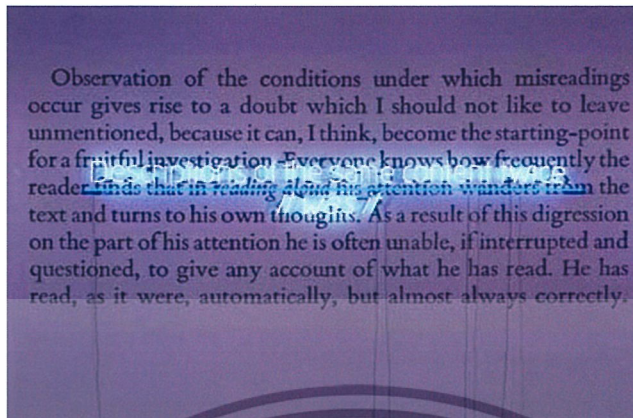 Observation of the conditions under which misreadings
occur gives rise to a doubt which I should not like to leave
unmentioned, because it can, I think, become the starting-point
for a fruitful investigation. Everyone knows how frequently the
reader finds that in reading aloud his attention wanders from the
text and turns to his own thoughts. As a result of this digression
on the part of his attention he is often unable, if interrupted and
questioned, to give any account of what he has read. He has
read, as it were, automatically, but almost always correctly.
Descriptions of the same content